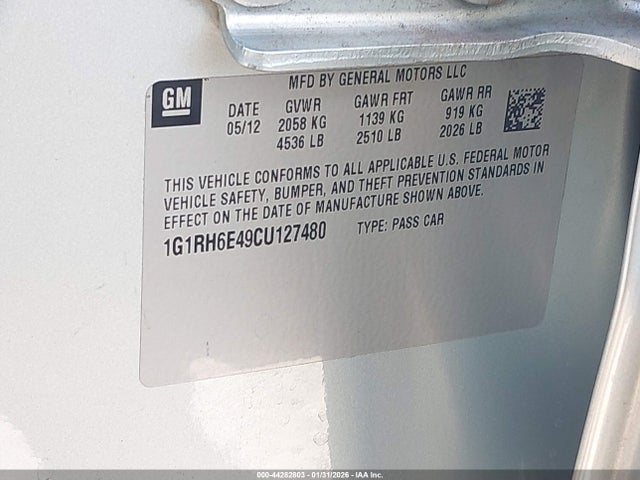 MFD BY GENERAL MOTORS LLC
GM
DATE GVWR GAWR FRT GAWR RR
05/12 2058 KG 1139 KG 919 KG
4536 LB 2510 LB 2026 LB
THIS VEHICLE CONFORMS TO ALL APPLICABLE U.S. FEDERAL MOTOR
VEHICLE SAFETY, BUMPER, AND THEFT PREVENTION STANDARDS IN
EFFECT ON THE DATE OF MANUFACTURE SHOWN ABOVE.
1G1RH6E49CU127480 TYPE: PASS CAR
000-44282603 - 01/31/2026 - IAA Inc.